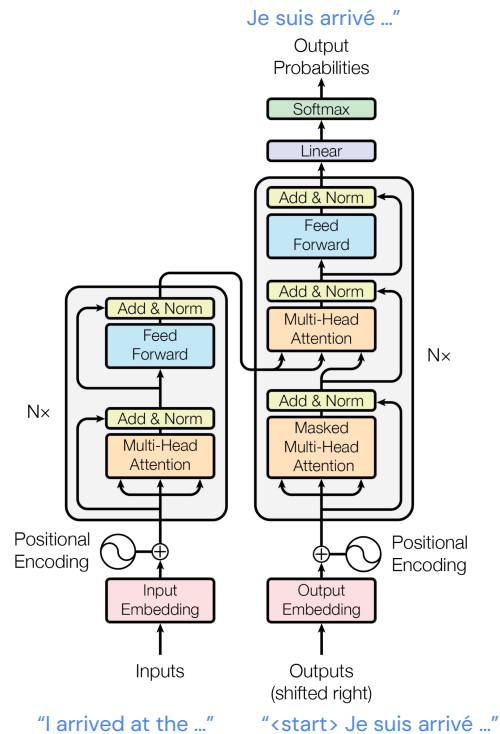 Je suis arrivé ...”
Output
Probabilities
Softmax
Linear
Add & Norm
Feed
Forward
Add & Norm
Multi-Head
Attention
Nx
Add & Norm
Masked
Multi-Head
Attention
Add & Norm
Feed
Forward
Nx
Add & Norm
Multi-Head
Attention
Positional
Encoding
Positional
Encoding
Input
Embedding
Output
Embedding
Inputs
Outputs
(shifted right)
“I arrived at the ...”
“<start> Je suis arrivé ...”